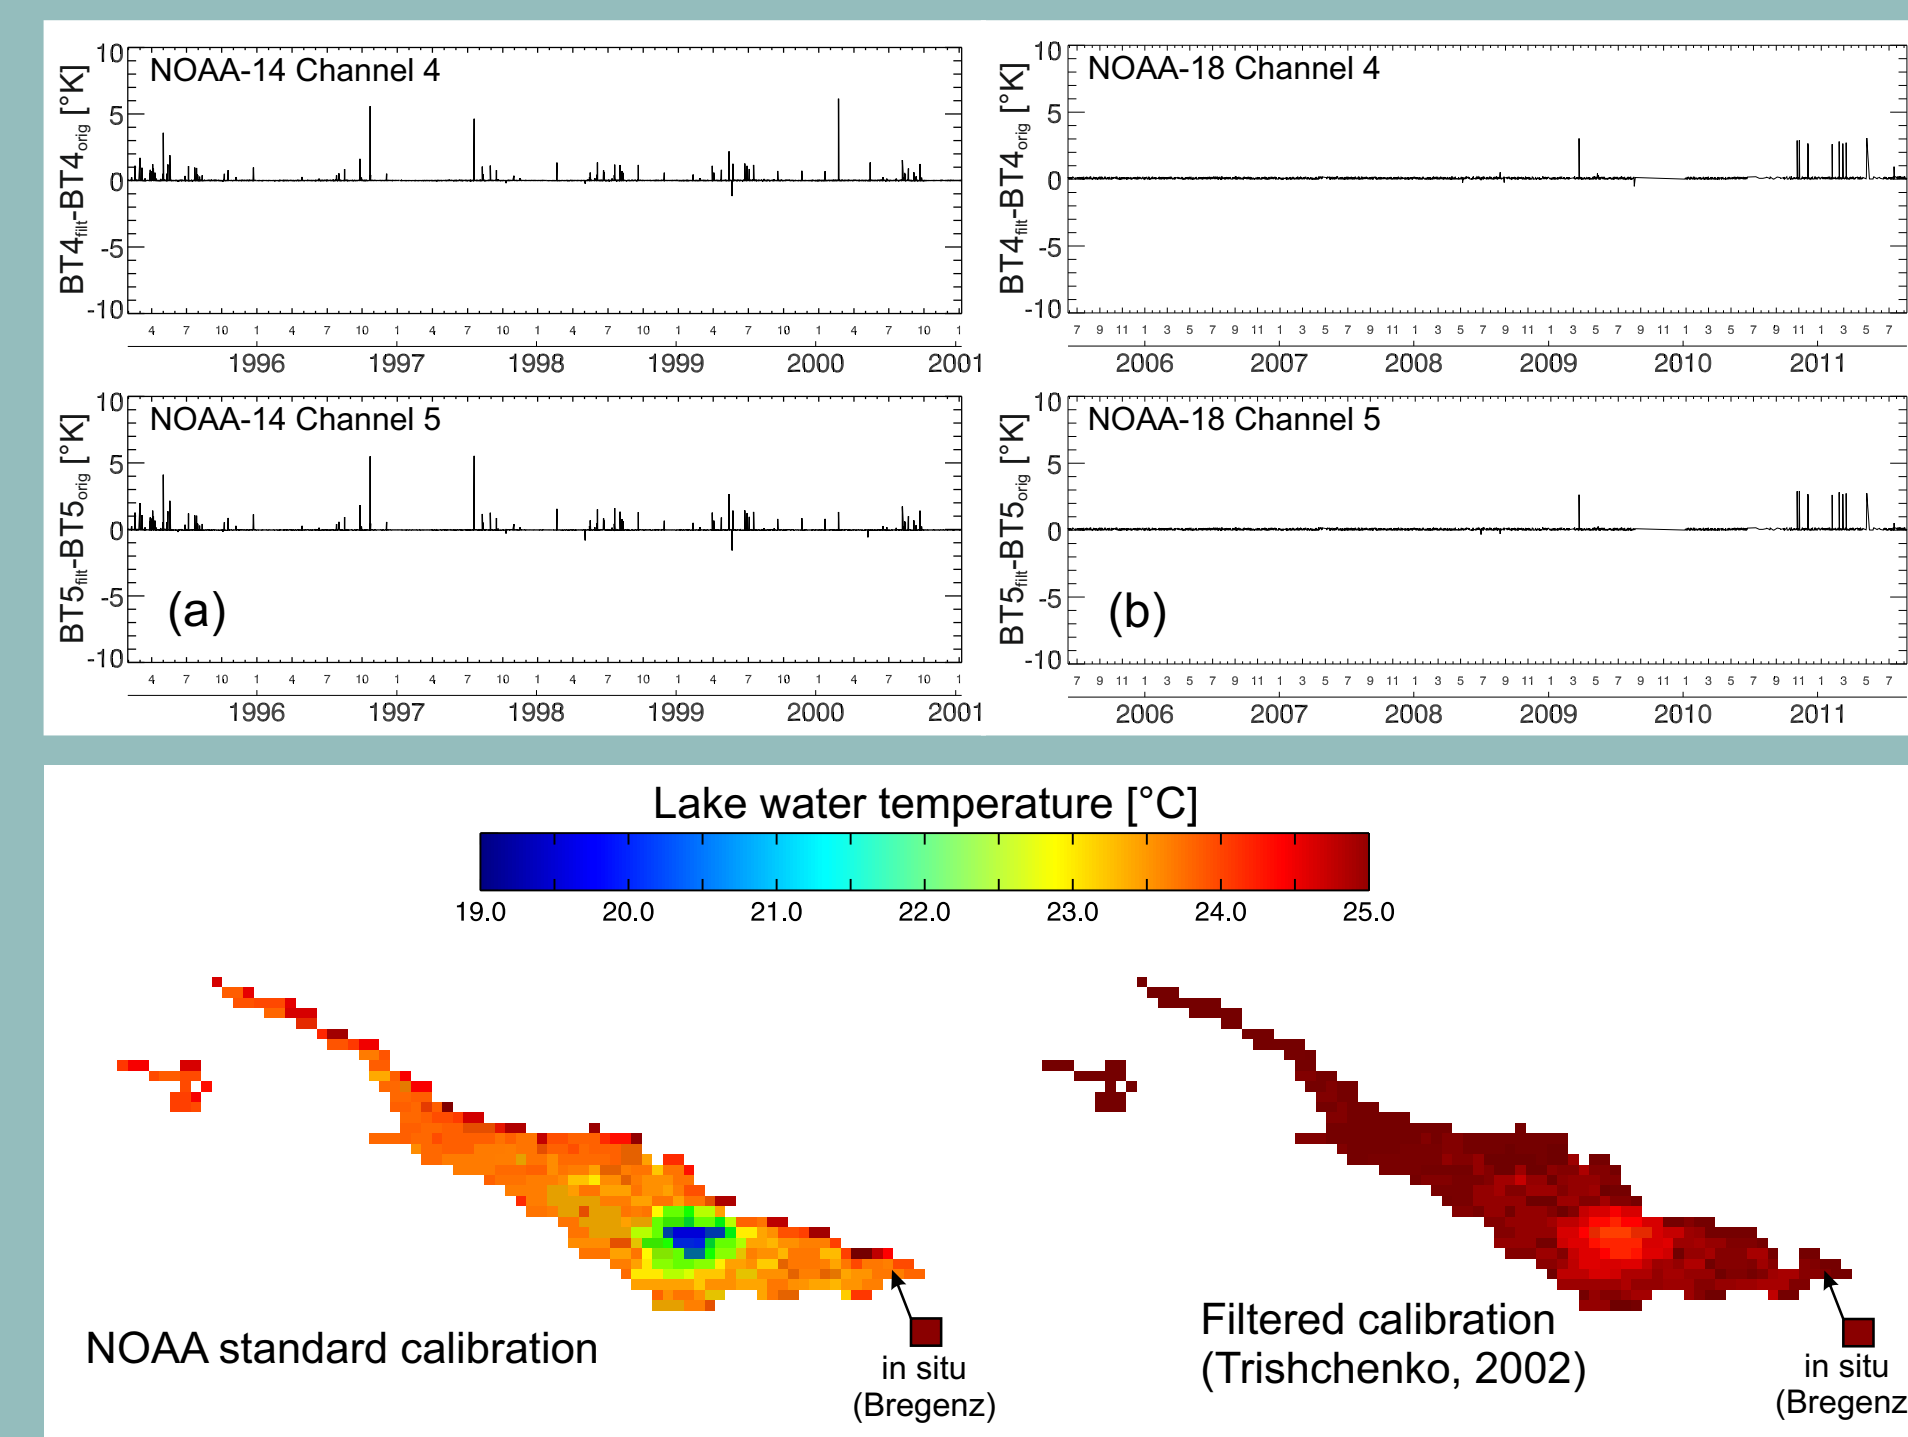 NOAA-14 Channel 4
BT4filt-BT4orig [°K]
10
5
0
-5
-10
4 7 10 1 4 7 10 1 4 7 10 1 4 7 10 1 4 7 10 1 4 7 10 1
1996 1997 1998 1999 2000 2001
NOAA-18 Channel 4
BT4filt-BT4orig [°K]
10
5
0
-5
-10
7 9 11 1 3 5 7 9 11 1 3 5 7 9 11 1 3 5 7 9 11 1 3 5 7 9 11 1 3 5 7 9 11 1 3 5 7
2006 2007 2008 2009 2010 2011
NOAA-14 Channel 5
BT5filt-BT5orig [°K]
10
5
0
-5
-10
(a)
4 7 10 1 4 7 10 1 4 7 10 1 4 7 10 1 4 7 10 1 4 7 10 1
1996 1997 1998 1999 2000 2001
NOAA-18 Channel 5
BT5filt-BT5orig [°K]
10
5
0
-5
-10
(b)
7 9 11 1 3 5 7 9 11 1 3 5 7 9 11 1 3 5 7 9 11 1 3 5 7 9 11 1 3 5 7 9 11 1 3 5 7
2006 2007 2008 2009 2010 2011
Lake water temperature [°C]
19.0 20.0 21.0 22.0 23.0 24.0 25.0
NOAA standard calibration
in situ
(Bregenz)
Filtered calibration
(Trishchenko, 2002)
in situ
(Bregenz